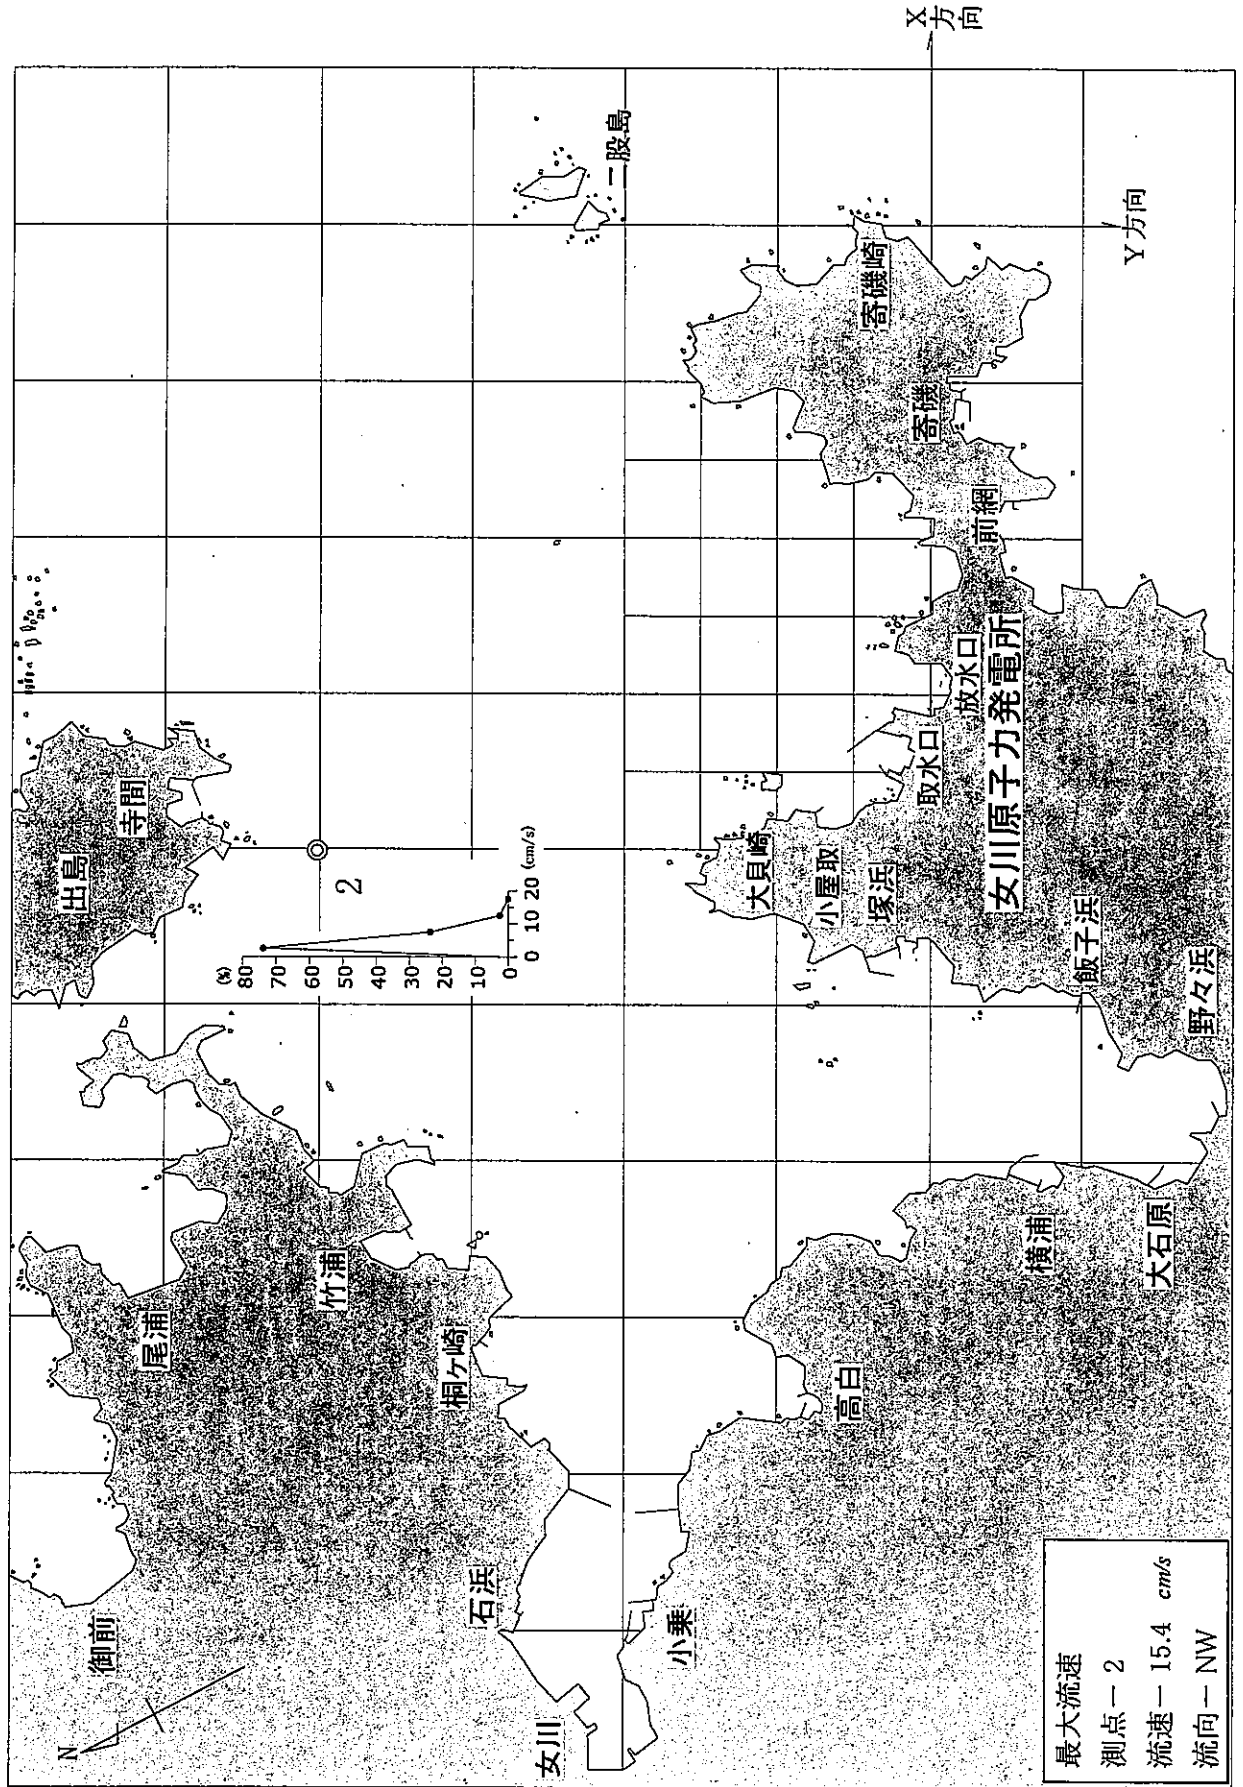 N
御前
尾浦
出島
寺間
竹浦
桐ヶ崎
石浜
女川
小乗
高白
横浦
大石原
野々浜
飯子浜
塚浜
小屋取
大貝崎
取水口
放水口
女川原子力発電所
前網
寄磯
寄磯崎
二股島
X方向
Y方向
2
(%)
80
70
60
50
40
30
20
10
0
0 10 20 (cm/s)
最大流速
測点－2
流速－15.4 cm/s
流向－NW